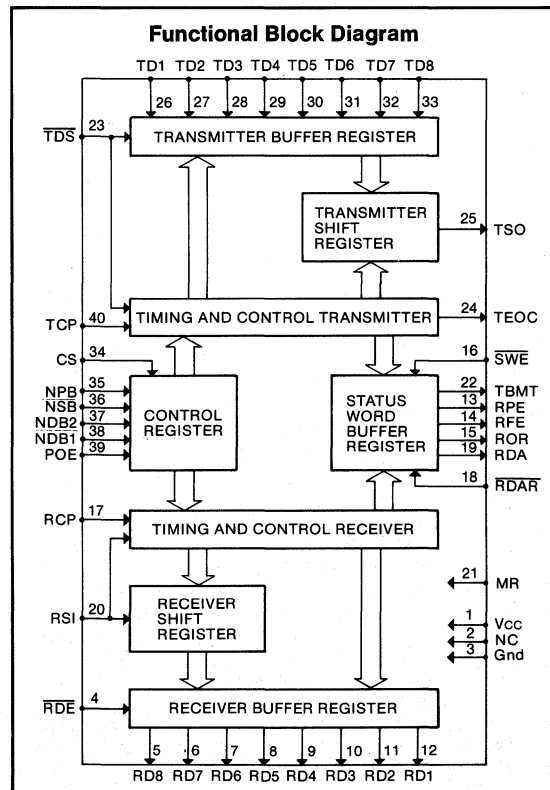 Functional Block Diagram
TD1 TD2 TD3 TD4 TD5 TD6 TD7 TD8
26 27 28 29 30 31 32 33
TDS 23
TRANSMITTER BUFFER REGISTER
TRANSMITTER
SHIFT
REGISTER
25 TSO
TCP 40
TIMING AND CONTROL TRANSMITTER
24 TEOC
CS 34
16 SWE
NPB 35
NSB 36
NDB2 37
NDB1 38
POE 39
CONTROL
REGISTER
STATUS
WORD
BUFFER
REGISTER
22 TBMT
13 RPE
14 RFE
15 ROR
19 RDA
18 RDAR
RCP 17
TIMING AND CONTROL RECEIVER
21 MR
RSI 20
RECEIVER
SHIFT
REGISTER
1 Vcc
2 NC
3 Gnd
RDE 4
RECEIVER BUFFER REGISTER
5 6 7 8 9 10 11 12
RD8 RD7 RD6 RD5 RD4 RD3 RD2 RD1